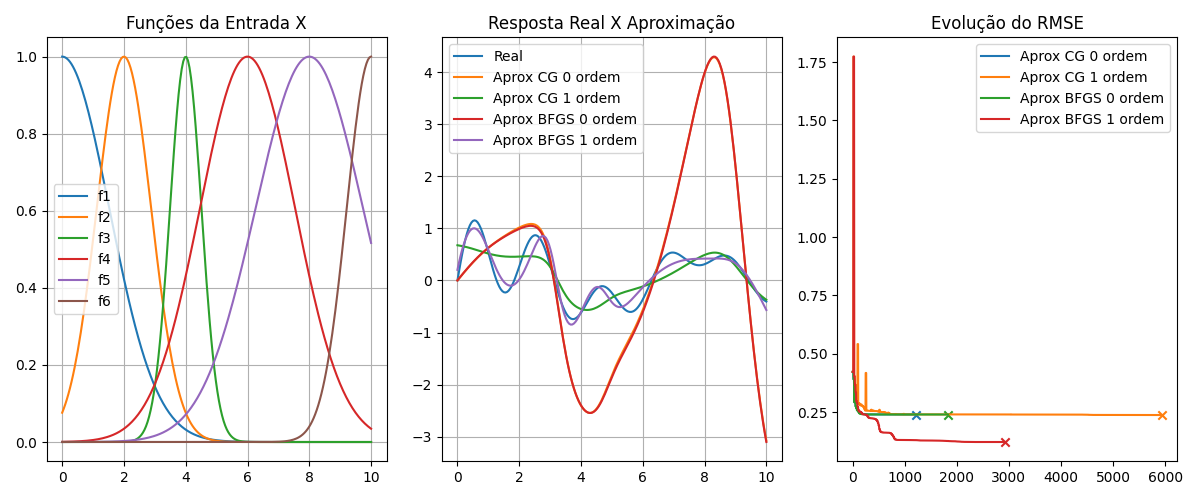 Funções da Entrada X
1.0
0.8
0.6
0.4
0.2
0.0
f1
f2
f3
f4
f5
f6
0 2 4 6 8 10
Resposta Real X Aproximação
4
3
2
1
0
−1
−2
−3
Real
Aprox CG 0 ordem
Aprox CG 1 ordem
Aprox BFGS 0 ordem
Aprox BFGS 1 ordem
0 2 4 6 8 10
Evolução do RMSE
1.75
1.50
1.25
1.00
0.75
0.50
0.25
Aprox CG 0 ordem
Aprox CG 1 ordem
Aprox BFGS 0 ordem
Aprox BFGS 1 ordem
0 1000 2000 3000 4000 5000 6000